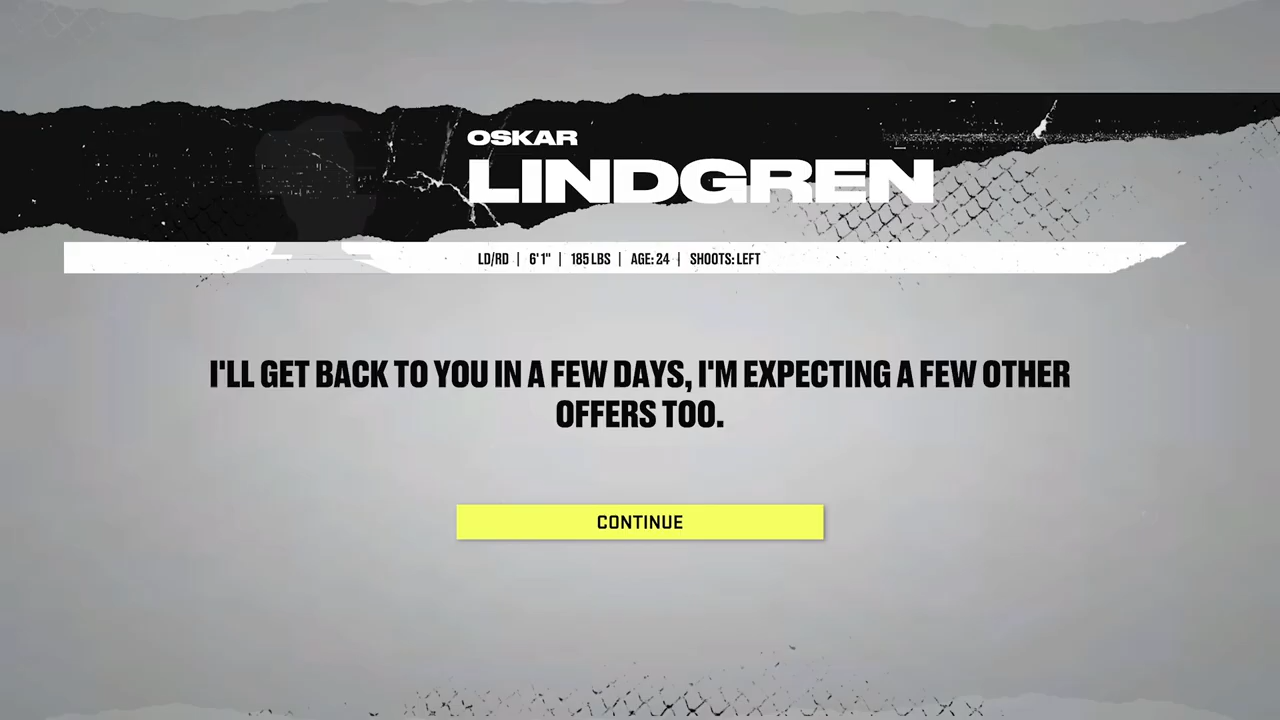 OSKAR
LINDGREN
LD/RD | 6'1" | 185 LBS | AGE: 24 | SHOOTS: LEFT
I'LL GET BACK TO YOU IN A FEW DAYS, I'M EXPECTING A FEW OTHER
OFFERS TOO.
CONTINUE